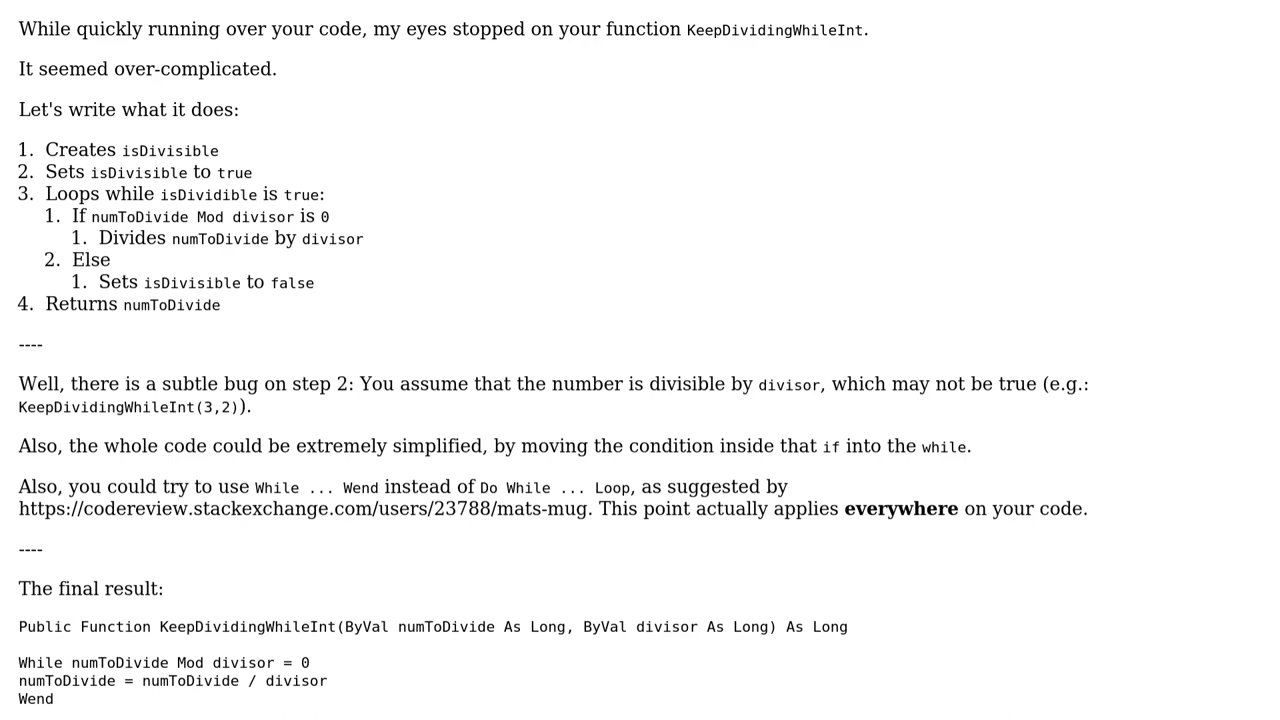 While quickly running over your code, my eyes stopped on your function KeepDividingWhileInt.
It seemed over-complicated.
Let's write what it does:
1. Creates isDivisible
2. Sets isDivisible to true
3. Loops while isDividible is true:
1. If numToDivide Mod divisor is 0
1. Divides numToDivide by divisor
2. Else
1. Sets isDivisible to false
4. Returns numToDivide
----
Well, there is a subtle bug on step 2: You assume that the number is divisible by divisor, which may not be true (e.g.:
KeepDividingWhileInt(3,2)).
Also, the whole code could be extremely simplified, by moving the condition inside that if into the while.
Also, you could try to use While ... Wend instead of Do While ... Loop, as suggested by
https://codereview.stackexchange.com/users/23788/mats-mug. This point actually applies everywhere on your code.
----
The final result:
Public Function KeepDividingWhileInt(ByVal numToDivide As Long, ByVal divisor As Long) As Long
While numToDivide Mod divisor = 0
numToDivide = numToDivide / divisor
Wend